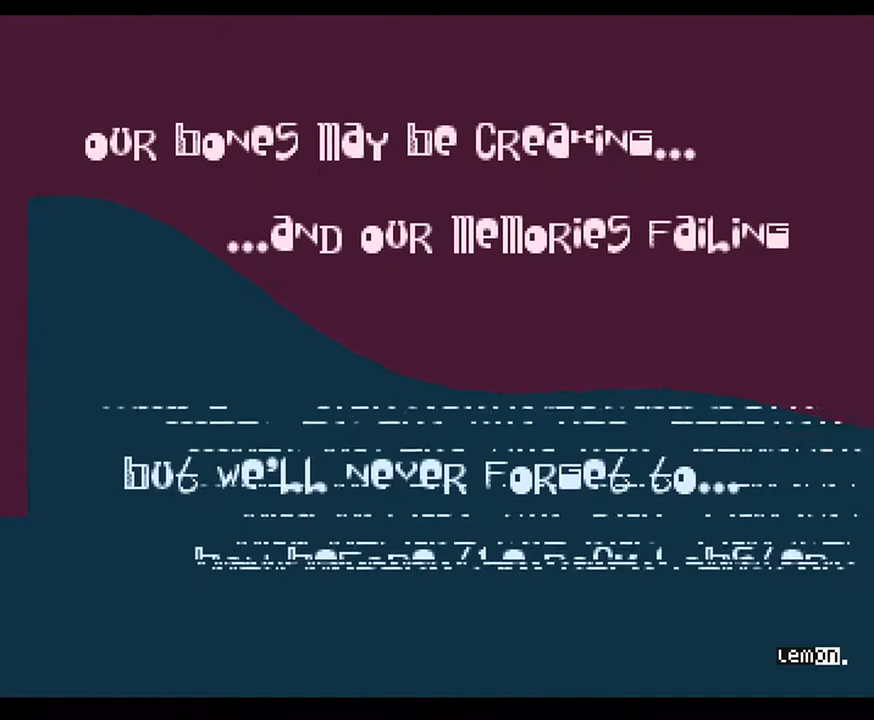 our bones may be creaking...
...and our memories failing
but we'll never forget to...
lemon.